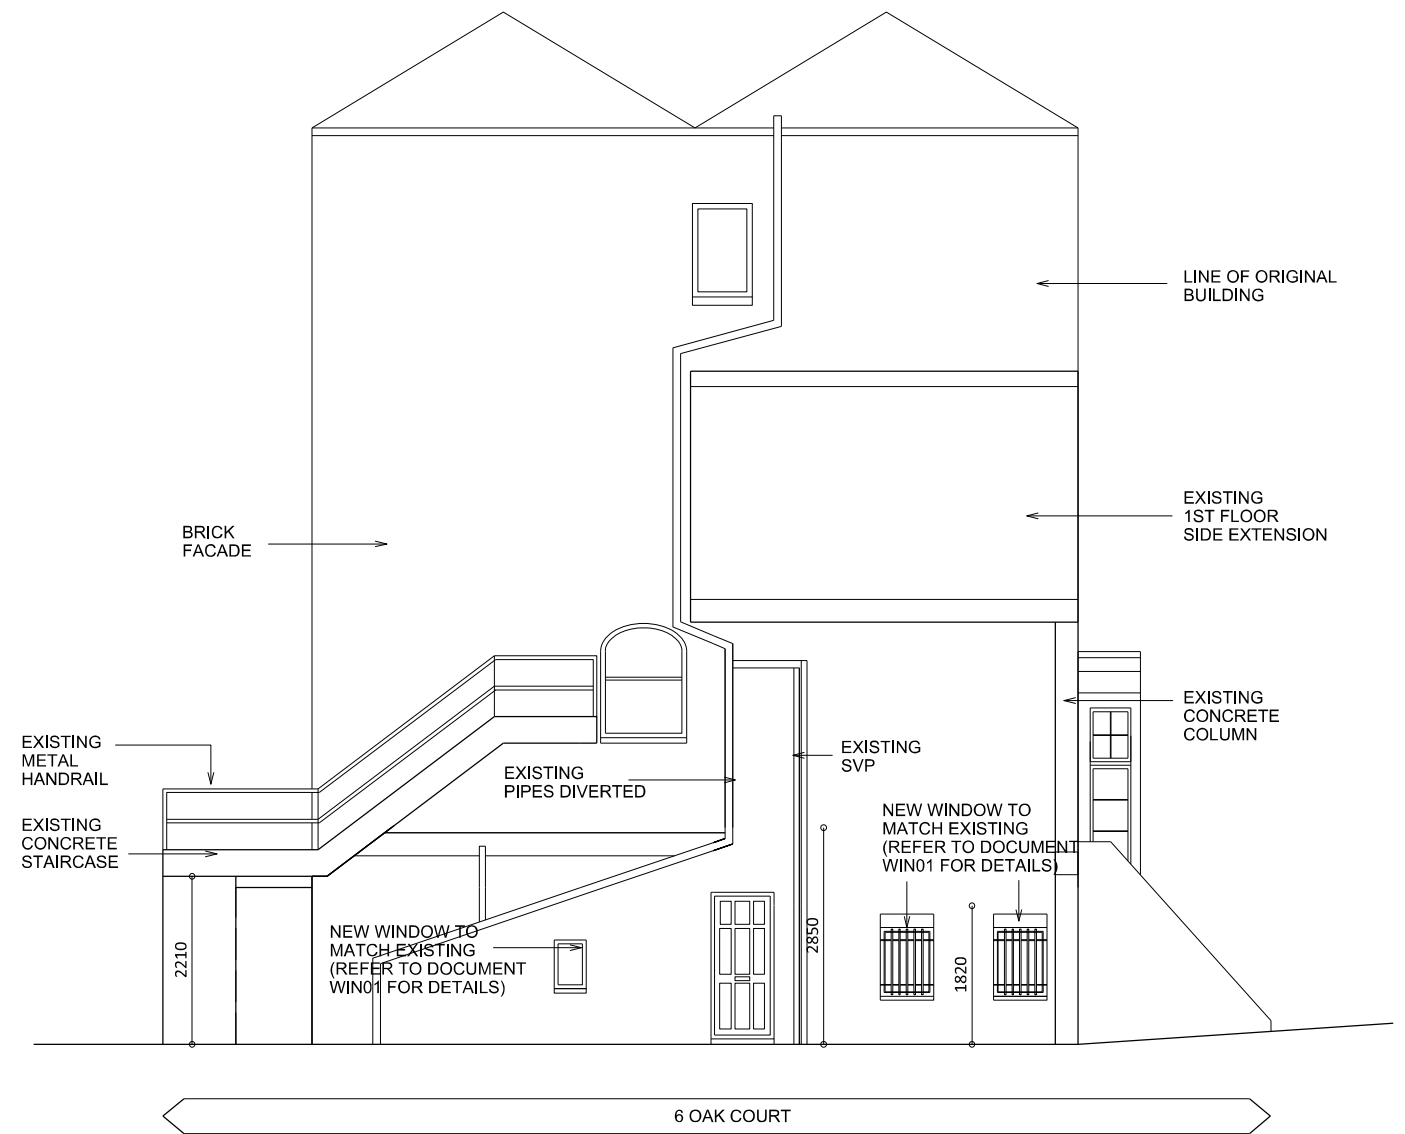 LINE OF ORIGINAL
BUILDING
EXISTING
1ST FLOOR
SIDE EXTENSION
BRICK
FACADE
EXISTING
CONCRETE
COLUMN
EXISTING
METAL
HANDRAIL
EXISTING
SVP
EXISTING
PIPES DIVERTED
NEW WINDOW TO
MATCH EXISTING
(REFER TO DOCUMENT
WIN01 FOR DETAILS)
EXISTING
CONCRETE
STAIRCASE
NEW WINDOW TO
MATCH EXISTING
(REFER TO DOCUMENT
WIN01 FOR DETAILS)
2210
2850
1820
6 OAK COURT